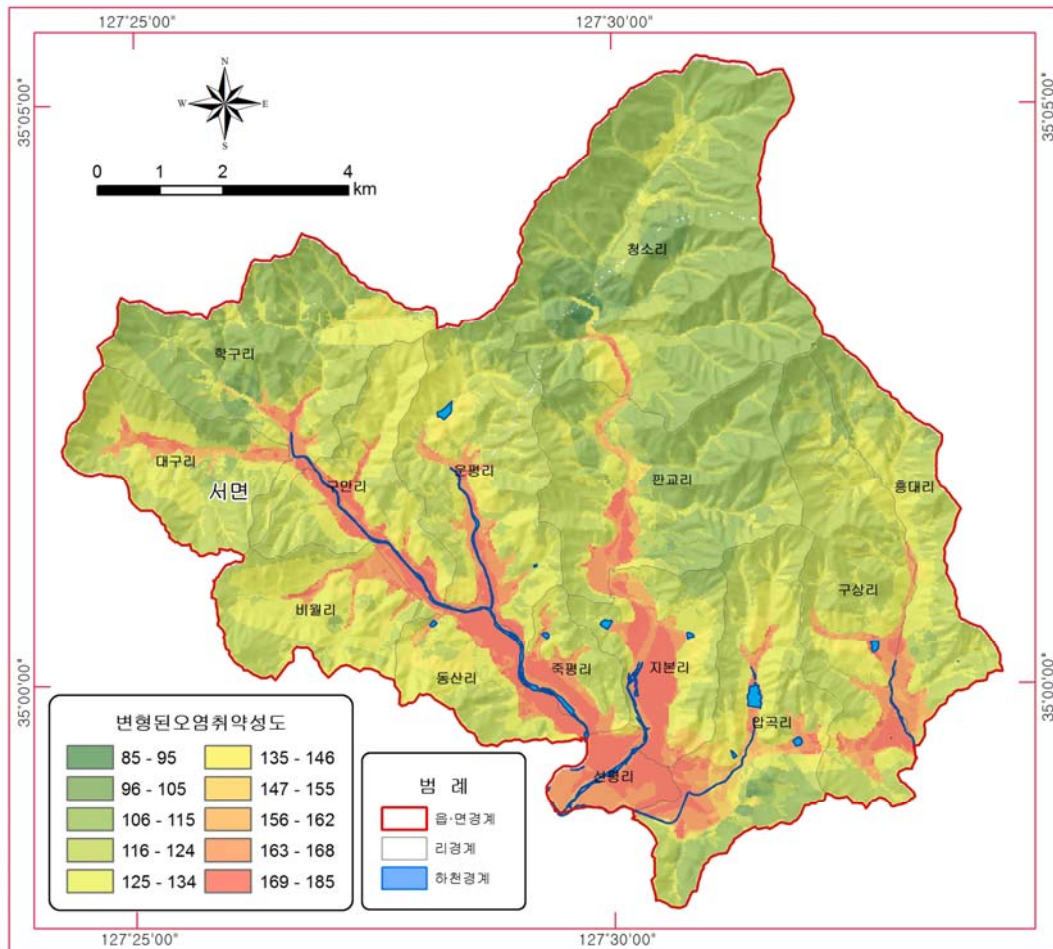 127°25'00"
127°30'00"
35°05'00"
35°05'00"
N
W
E
S
0 1 2 4
km
청소리
학구리
대구리
서면
구만리
운평리
판교리
흥대리
비월리
구상리
동산리
죽평리
지본리
압곡리
선평리
35°00'00"
35°00'00"
변형된오염취약성도
85 - 95
96 - 105
106 - 115
116 - 124
125 - 134
135 - 146
147 - 155
156 - 162
163 - 168
169 - 185
범 례
읍·면경계
리경계
하천경계
127°25'00"
127°30'00"